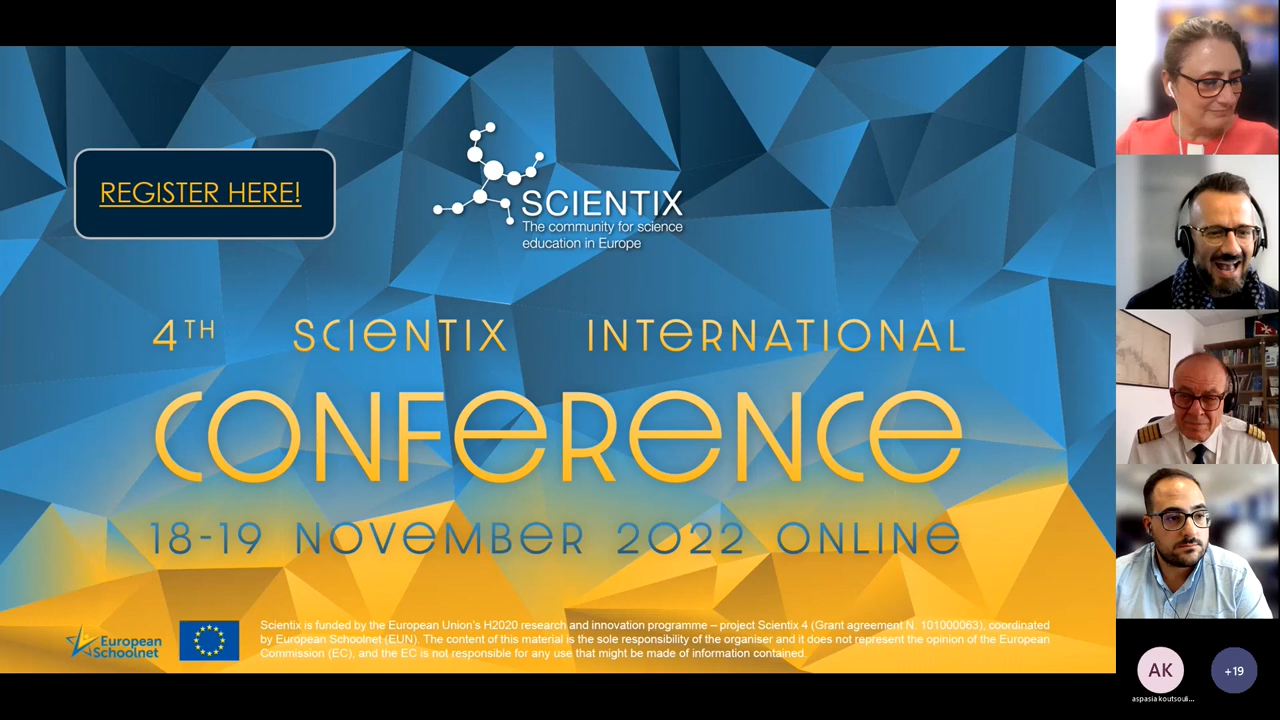 REGISTER HERE!
SCIENTIX
The community for science
education in Europe
4TH SCIENTIX INTERNATIONAL
CONFERENCE
18-19 NOVEMBER 2022 ONLINE
European
Schoolnet
Scientix is funded by the European Union's H2020 research and innovation programme – project Scientix 4 (Grant agreement N. 101000063), coordinated
by European Schoolnet (EUN). The content of this material is the sole responsibility of the organiser and it does not represent the opinion of the European
Commission (EC), and the EC is not responsible for any use that might be made of information contained.
AK
+19
aspasia koutsouli...